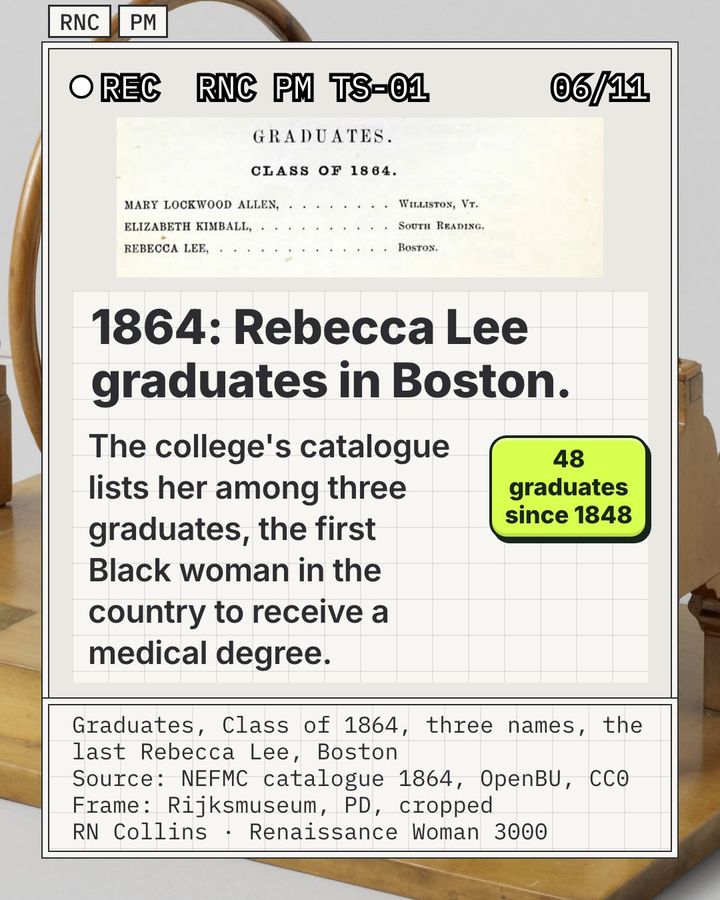 RNC PM
REC RNC PM TS-01 06/11
GRADUATES.
CLASS OF 1864.
MARY LOCKWOOD ALLEN, . . . . . . . . Williston, Vt.
ELIZABETH KIMBALL, . . . . . . . . . . South Reading.
REBECCA LEE, . . . . . . . . . . . . . Boston.
1864: Rebecca Lee
graduates in Boston.
The college's catalogue
lists her among three
graduates, the first
Black woman in the
country to receive a
medical degree.
48
graduates
since 1848
Graduates, Class of 1864, three names, the
last Rebecca Lee, Boston
Source: NEFMC catalogue 1864, OpenBU, CC0
Frame: Rijksmuseum, PD, cropped
RN Collins · Renaissance Woman 3000